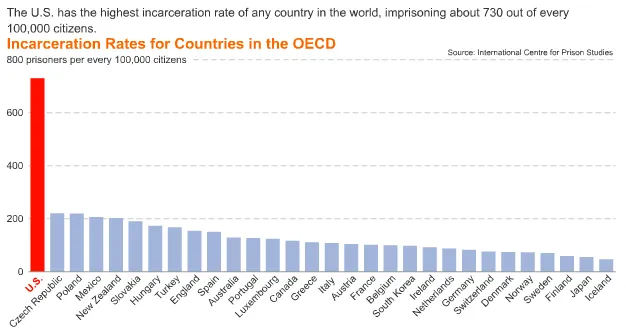 The U.S. has the highest incarceration rate of any country in the world, imprisoning about 730 out of every
100,000 citizens.
Incarceration Rates for Countries in the OECD
Source: International Centre for Prison Studies
800 prisoners per every 100,000 citizens
600
400
200
0
U.S.
Czech Republic
Poland
Mexico
New Zealand
Slovakia
Hungary
Turkey
England
Spain
Australia
Portugal
Luxembourg
Canada
Greece
Italy
Austria
France
Belgium
South Korea
Ireland
Netherlands
Germany
Switzerland
Denmark
Norway
Sweden
Finland
Japan
Iceland